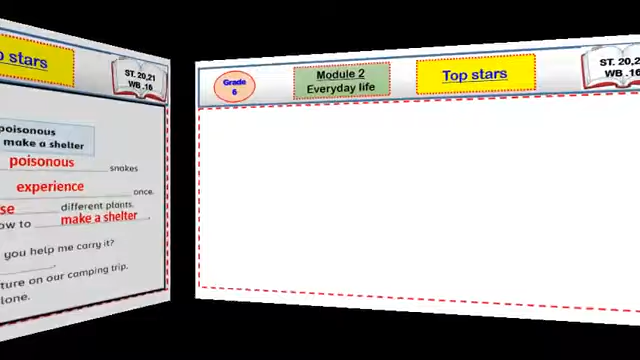 p stars
ST. 20,21
WB .16
poisonous
make a shelter
poisonous snakes
experience once.
se different plants.
ow to make a shelter .
you help me carry it?
ture on our camping trip.
lone.
Grade
6
Module 2
Everyday life
Top stars
ST. 20,2
WB .16